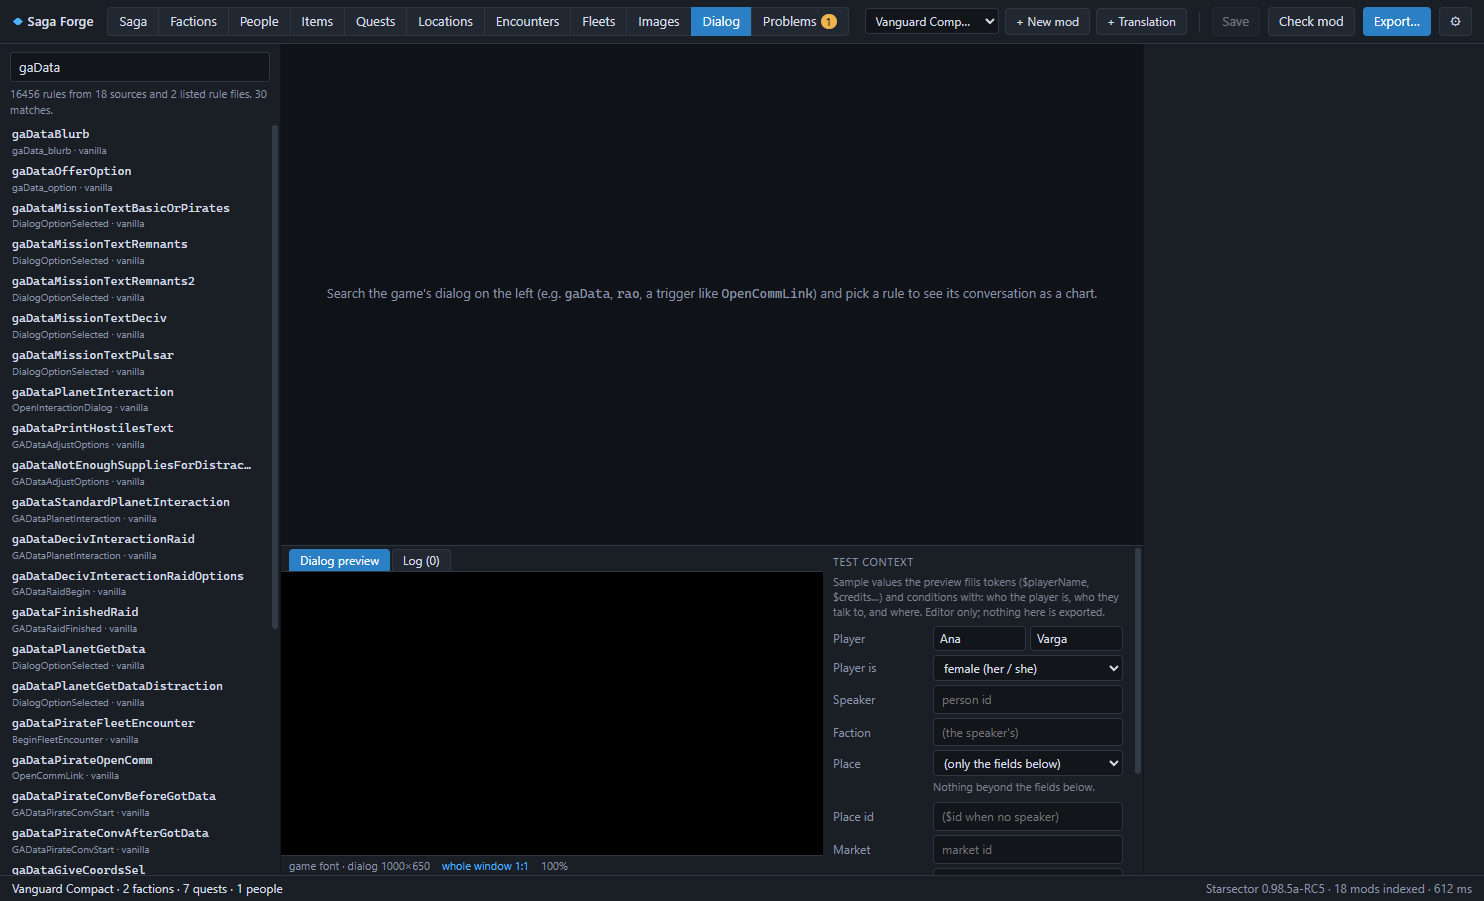 Saga Forge
Saga
Factions
People
Items
Quests
Locations
Encounters
Fleets
Images
Dialog
Problems 1
Vanguard Comp...
+ New mod
+ Translation
Save
Check mod
Export...
gaData
16456 rules from 18 sources and 2 listed rule files. 30
matches.
gaDataBlurb
gaData_blurb · vanilla
gaDataOfferOption
gaData_option · vanilla
gaDataMissionTextBasicOrPirates
DialogOptionSelected · vanilla
gaDataMissionTextRemnants
DialogOptionSelected · vanilla
gaDataMissionTextRemnants2
DialogOptionSelected · vanilla
gaDataMissionTextDeciv
DialogOptionSelected · vanilla
gaDataMissionTextPulsar
DialogOptionSelected · vanilla
gaDataPlanetInteraction
OpenInteractionDialog · vanilla
gaDataPrintHostilesText
GADataAdjustOptions · vanilla
gaDataNotEnoughSuppliesForDistrac...
GADataAdjustOptions · vanilla
gaDataStandardPlanetInteraction
GADataPlanetInteraction · vanilla
gaDataDecivInteractionRaid
GADataPlanetInteraction · vanilla
gaDataDecivInteractionRaidOptions
GADataRaidBegin · vanilla
gaDataFinishedRaid
GADataRaidFinished · vanilla
gaDataPlanetGetData
DialogOptionSelected · vanilla
gaDataPlanetGetDataDistraction
DialogOptionSelected · vanilla
gaDataPirateFleetEncounter
BeginFleetEncounter · vanilla
gaDataPirateOpenComm
OpenCommLink · vanilla
gaDataPirateConvBeforeGotData
GADataPirateConvStart · vanilla
gaDataPirateConvAfterGotData
GADataPirateConvStart · vanilla
gaDataGiveCoordsSel
Search the game's dialog on the left (e.g. gaData, rao, a trigger like OpenCommLink) and pick a rule to see its conversation as a chart.
Dialog preview
Log (0)
game font · dialog 1000×650 whole window 1:1 100%
TEST CONTEXT
Sample values the preview fills tokens ($playerName,
$credits...) and conditions with: who the player is, who they
talk to, and where. Editor only; nothing here is exported.
Player Ana Varga
Player is female (her / she)
Speaker person id
Faction (the speaker's)
Place (only the fields below)
Nothing beyond the fields below.
Place id ($id when no speaker)
Market market id
Vanguard Compact · 2 factions · 7 quests · 1 people
Starsector 0.98.5a-RC5 · 18 mods indexed · 612 ms